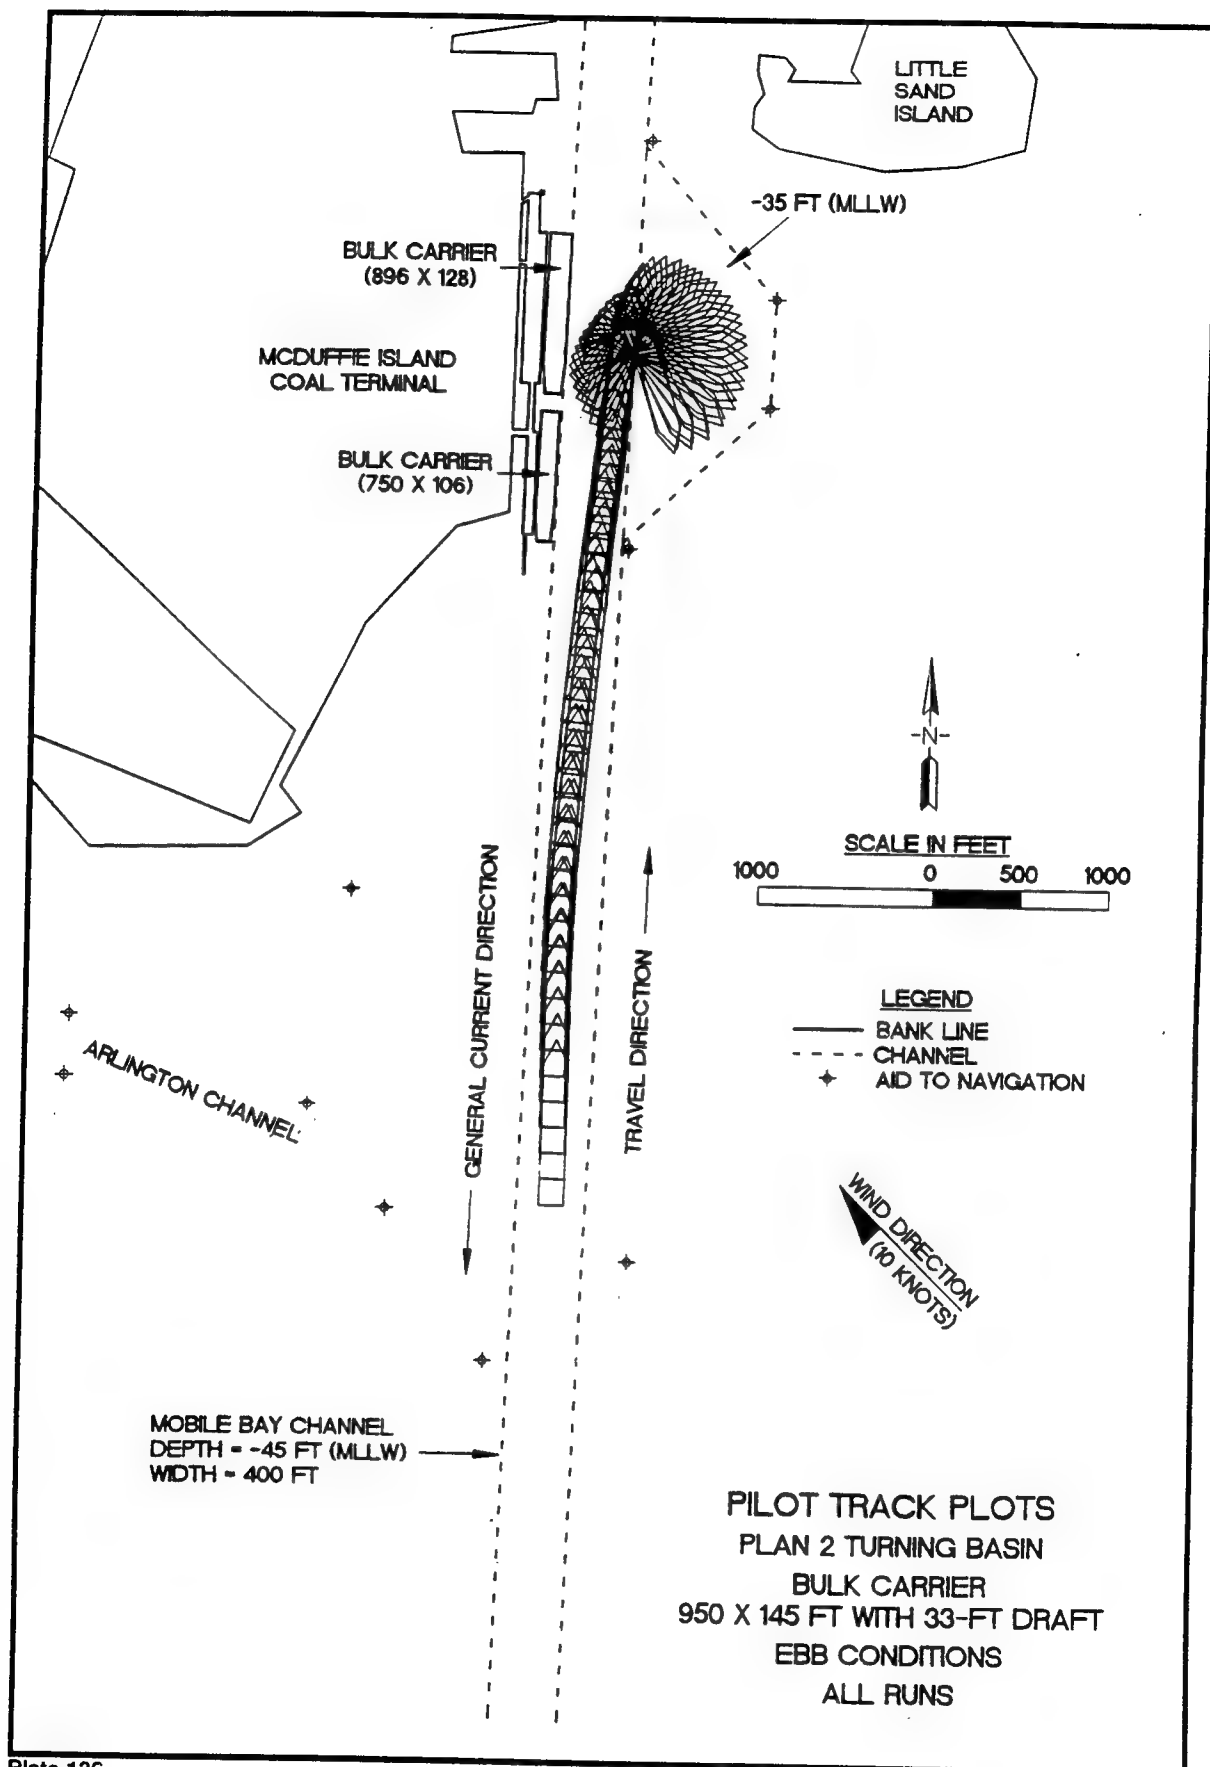 LITTLE
SAND
ISLAND
-35 FT (MLLW)
BULK CARRIER
(896 X 128)
MCDUFFIE ISLAND
COAL TERMINAL
BULK CARRIER
(750 X 106)
-N-
SCALE IN FEET
1000 0 500 1000
GENERAL CURRENT DIRECTION
TRAVEL DIRECTION
LEGEND
BANK LINE
CHANNEL
AID TO NAVIGATION
ARLINGTON CHANNEL
WIND DIRECTION
(10 KNOTS)
MOBILE BAY CHANNEL
DEPTH = -45 FT (MLLW)
WIDTH = 400 FT
PILOT TRACK PLOTS
PLAN 2 TURNING BASIN
BULK CARRIER
950 X 145 FT WITH 33-FT DRAFT
EBB CONDITIONS
ALL RUNS